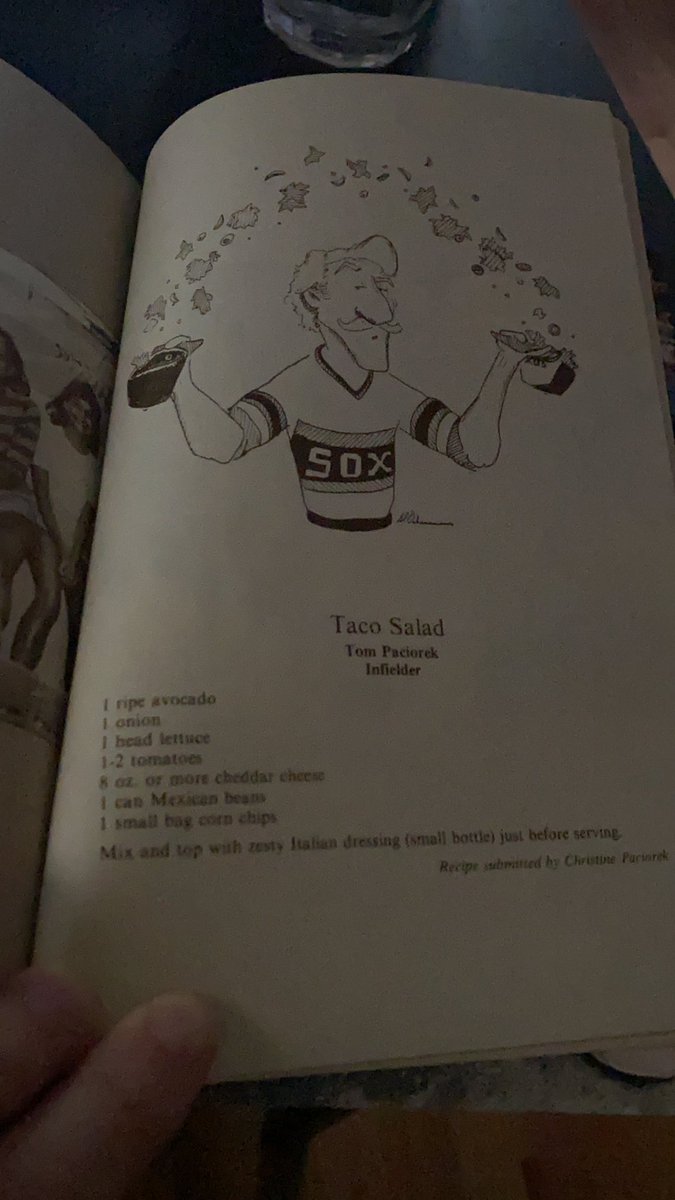 SOX
Taco Salad
Tom Paciorek
Infielder
1 ripe avocado
1 onion
1 head lettuce
1-2 tomatoes
8 oz. or more cheddar cheese
1 can Mexican beans
1 small bag corn chips
Mix and top with zesty Italian dressing (small bottle) just before serving.
Recipe submitted by Christine Paciorek